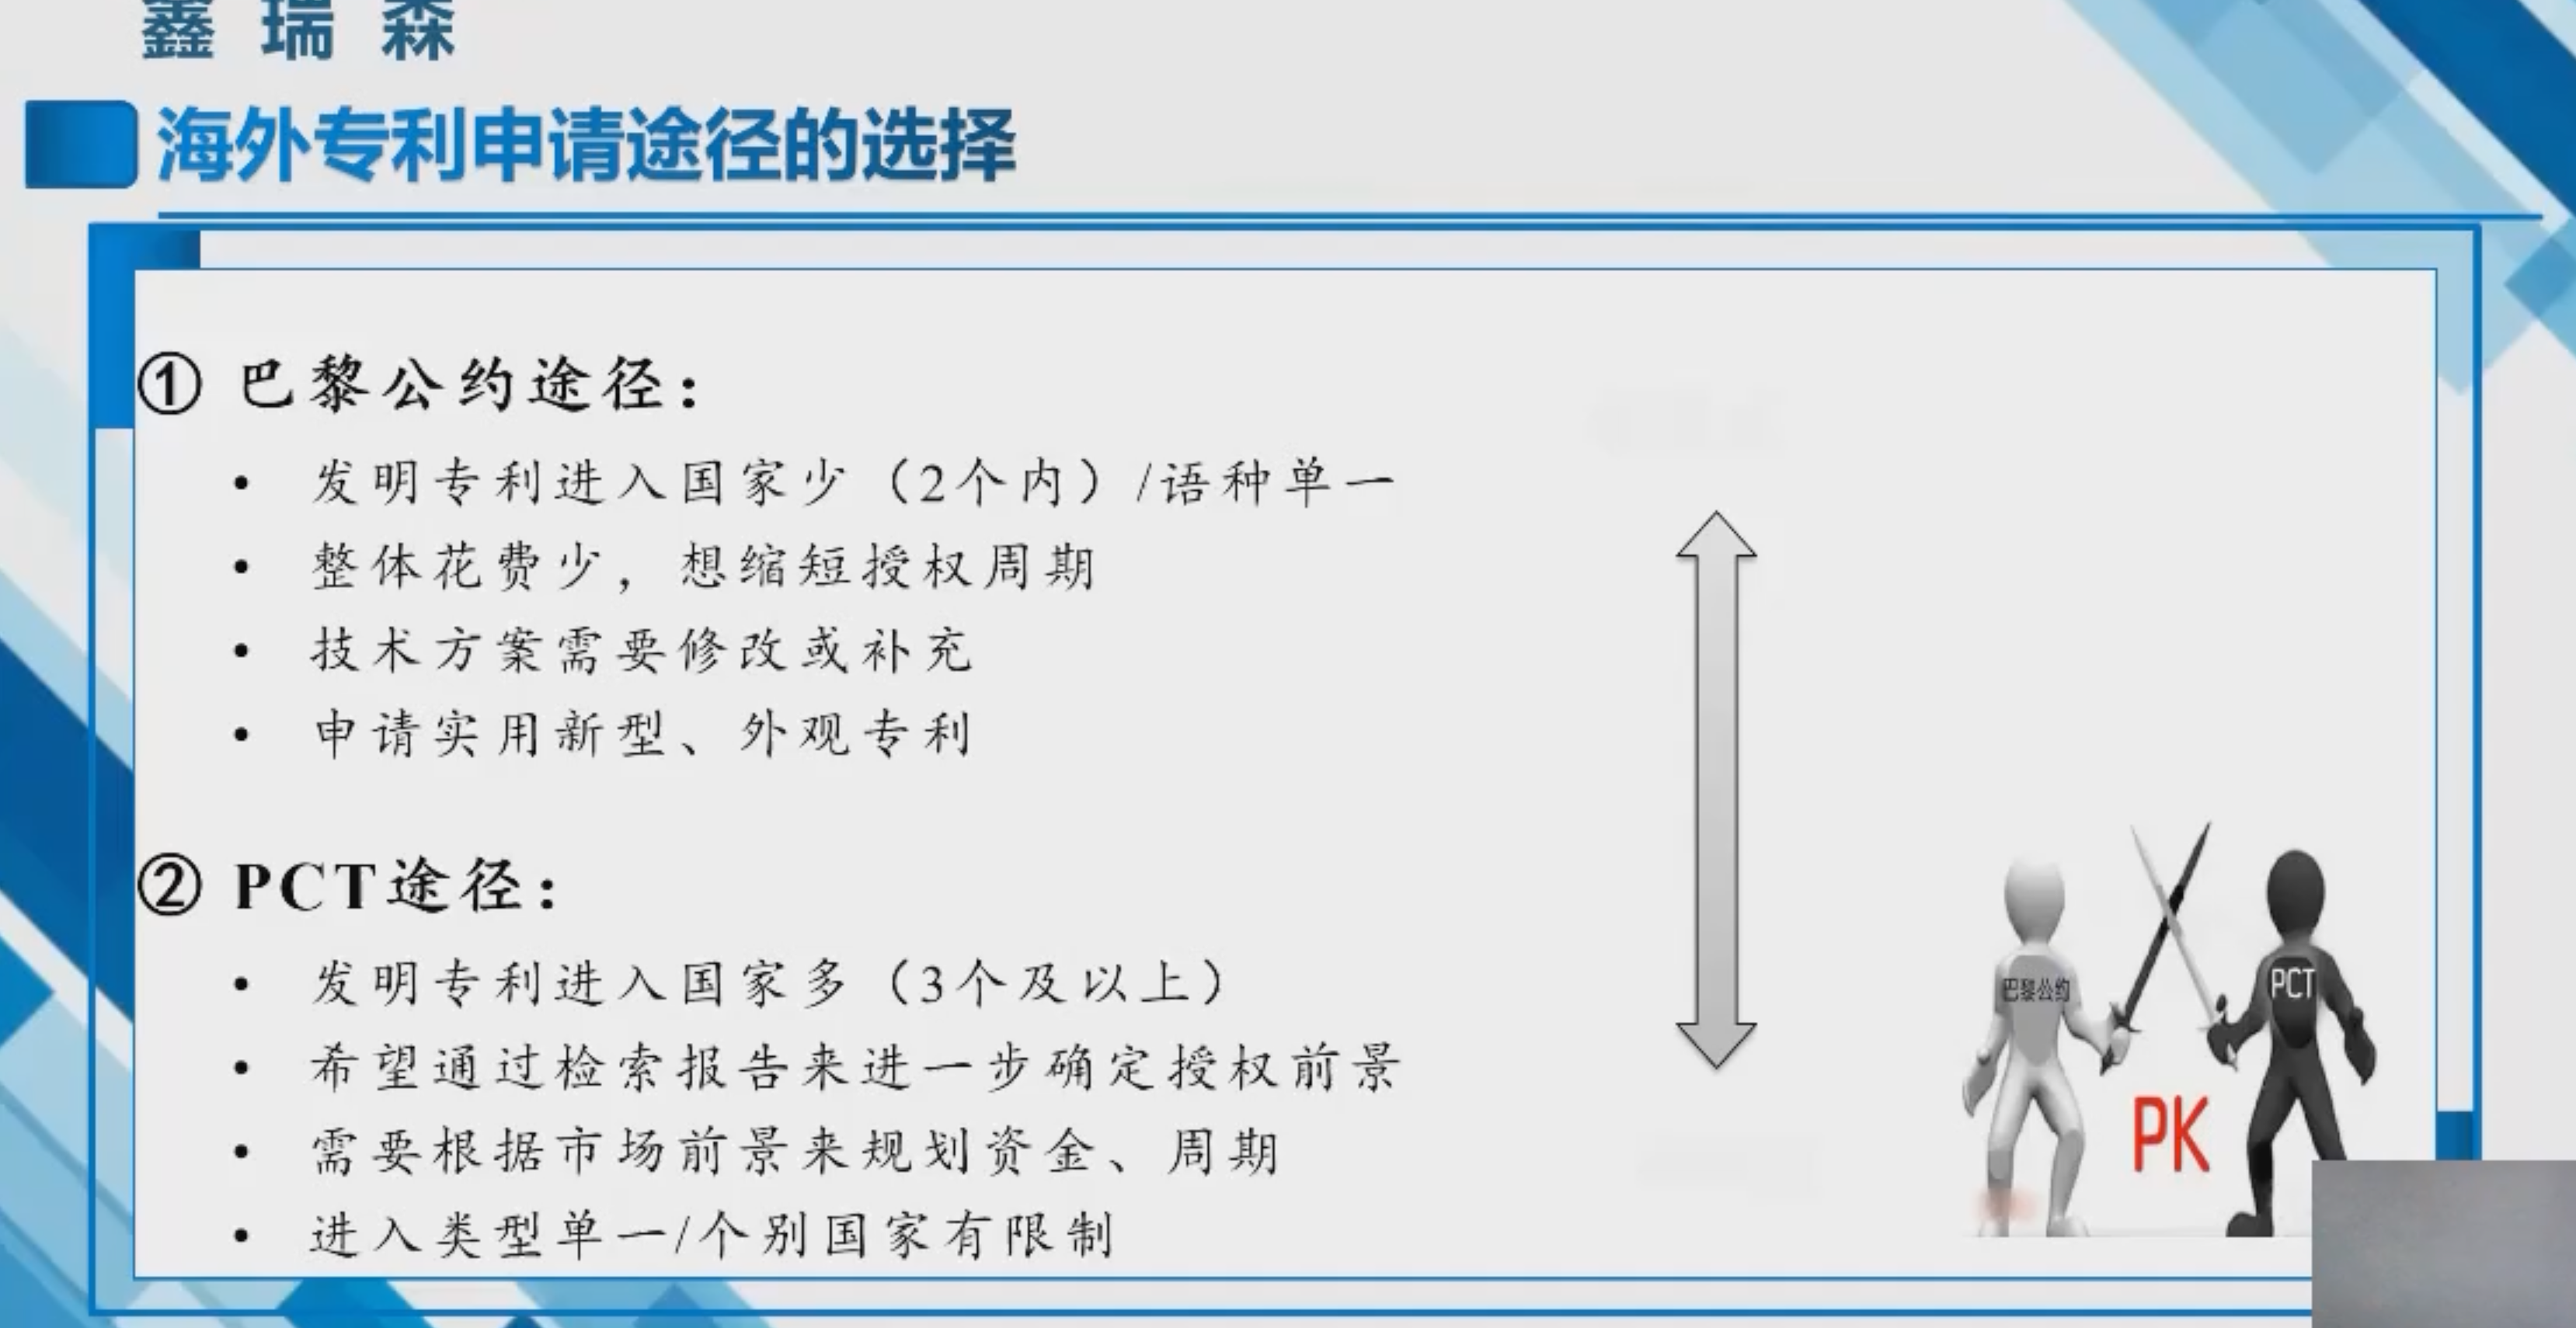 鑫瑞森
海外专利申请途径的选择
① 巴黎公约途径：
• 发明专利进入国家少（2个内）/语种单一
• 整体花费少，想缩短授权周期
• 技术方案需要修改或补充
• 申请实用新型、外观专利
② PCT途径：
• 发明专利进入国家多（3个及以上）
• 希望通过检索报告来进一步确定授权前景
• 需要根据市场前景来规划资金、周期
• 进入类型单一/个别国家有限制
巴黎公约
PCT
PK